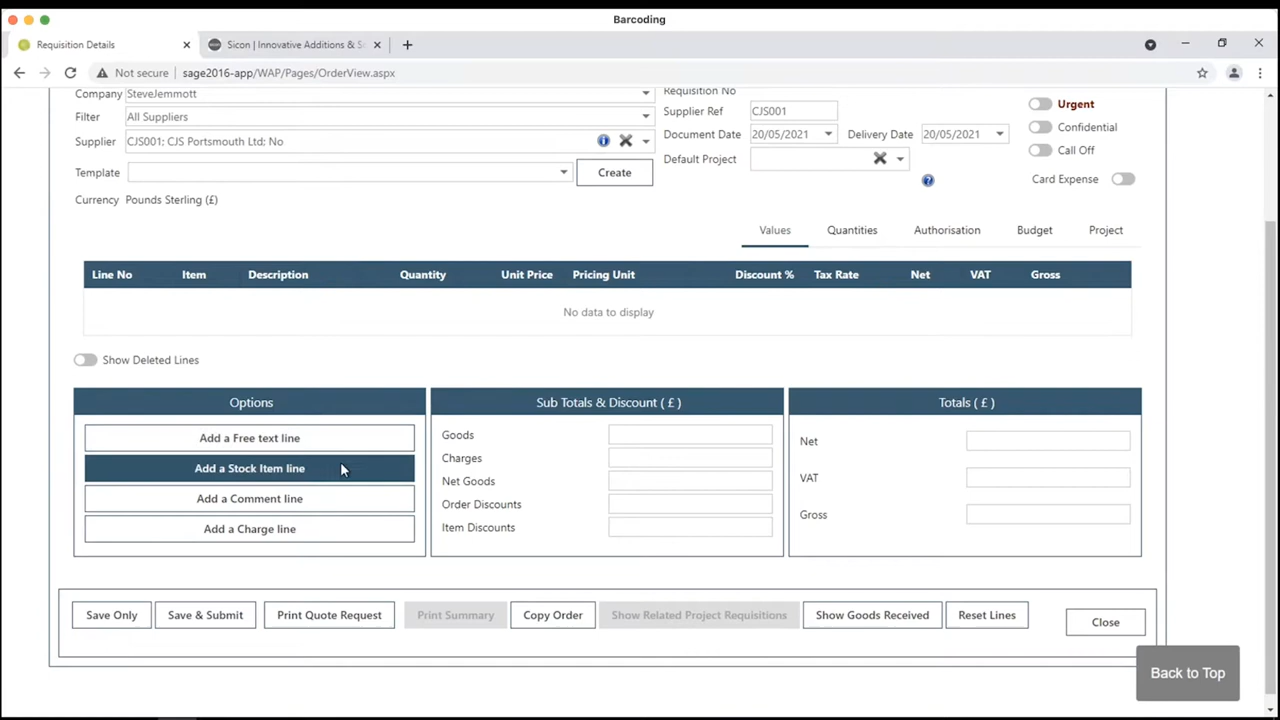 Barcoding
Requisition Details
Sicon | Innovative Additions & S
Not secure
sage2016-app/WAP/Pages/OrderView.aspx
Company SteveJemmott
Filter All Suppliers
Supplier CJS001; CJS Portsmouth Ltd; No
Template
Create
Currency Pounds Sterling (£)
Requisition No
Supplier Ref CJS001
Document Date 20/05/2021 Delivery Date 20/05/2021
Default Project
Urgent
Confidential
Call Off
Card Expense
Values Quantities Authorisation Budget Project
Line No Item Description Quantity Unit Price Pricing Unit Discount % Tax Rate Net VAT Gross
No data to display
Show Deleted Lines
Options
Add a Free text line
Add a Stock Item line
Add a Comment line
Add a Charge line
Sub Totals & Discount ( £ )
Goods
Charges
Net Goods
Order Discounts
Item Discounts
Totals ( £ )
Net
VAT
Gross
Save Only Save & Submit Print Quote Request Print Summary Copy Order Show Related Project Requisitions Show Goods Received Reset Lines Close
Back to Top